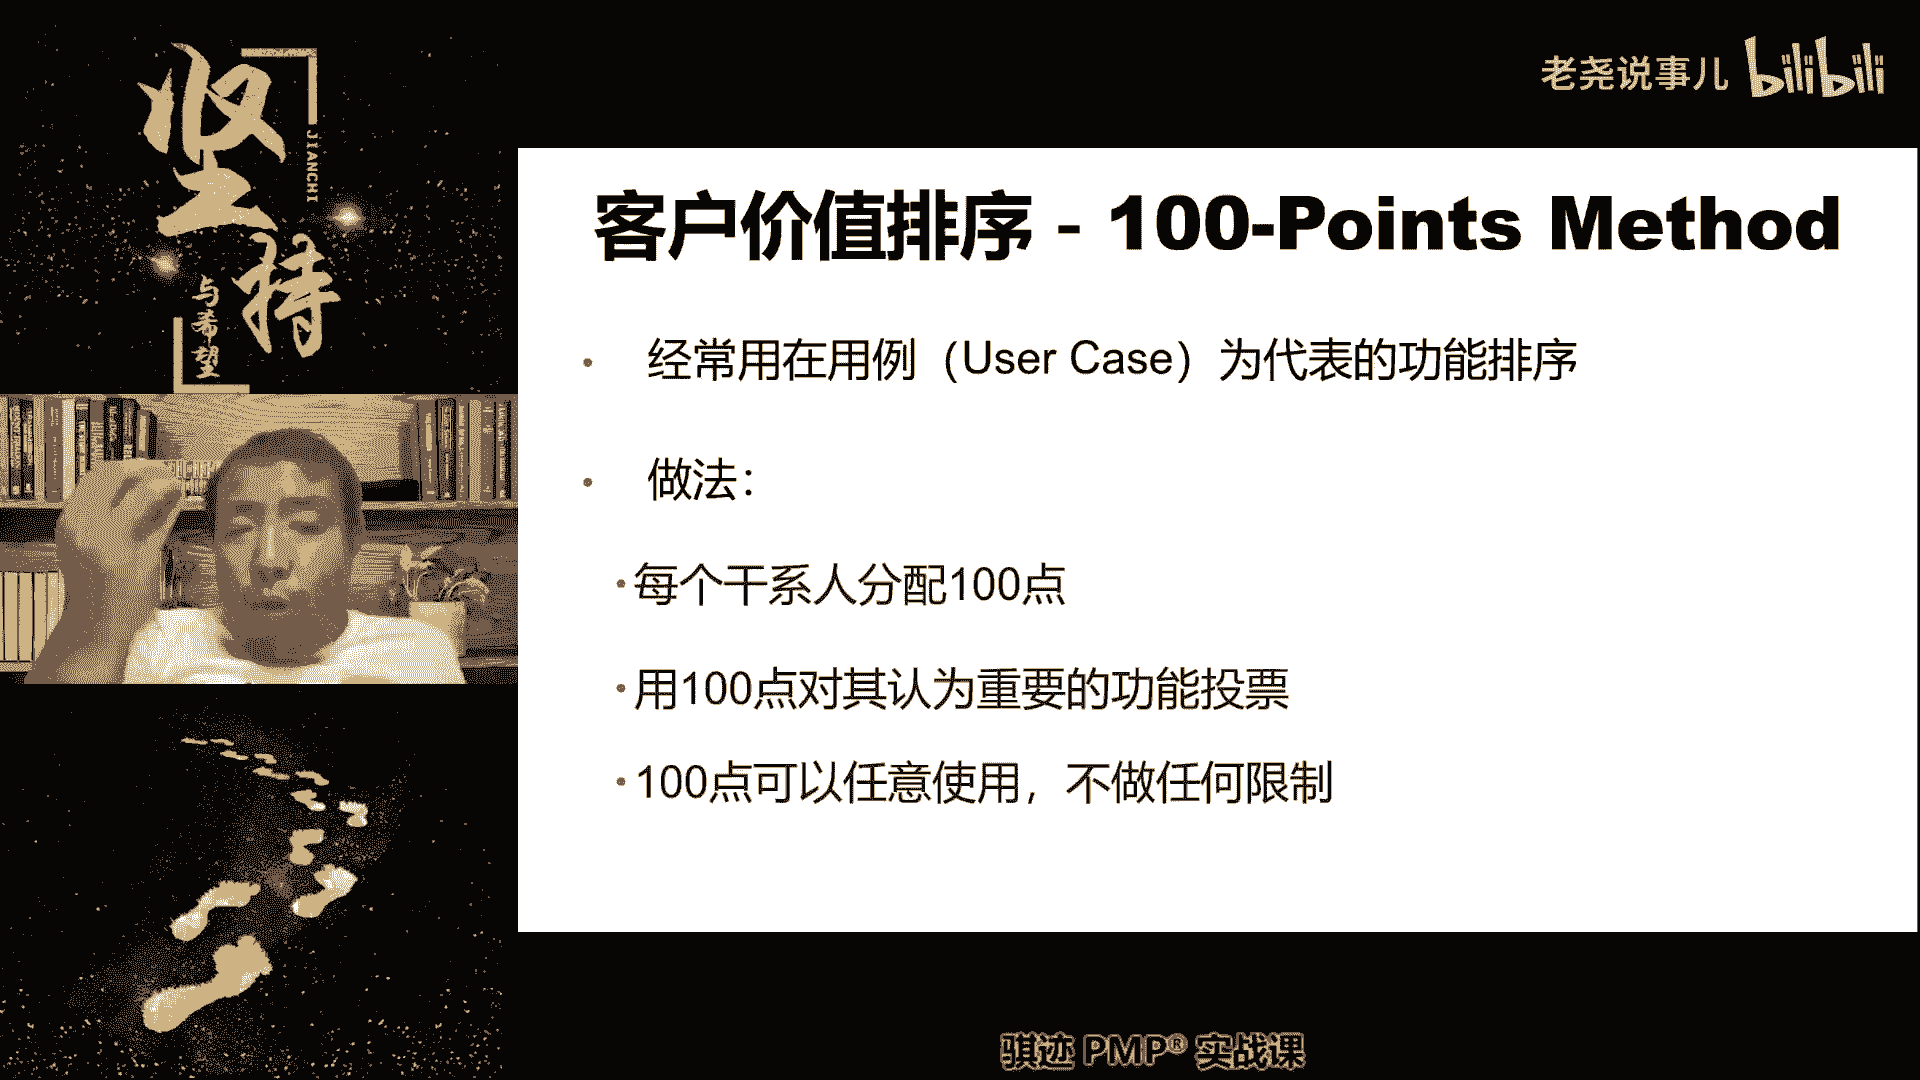 坚持
JIANCHI
与希望
老尧说事儿 bilibili
客户价值排序 - 100-Points Method
• 经常用在用例（User Case）为代表的功能排序
• 做法：
• 每个干系人分配100点
• 用100点对其认为重要的功能投票
• 100点可以任意使用，不做任何限制
骐迹 PMP® 实战课